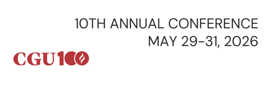 10TH ANNUAL CONFERENCE
MAY 29-31, 2026
CGU100